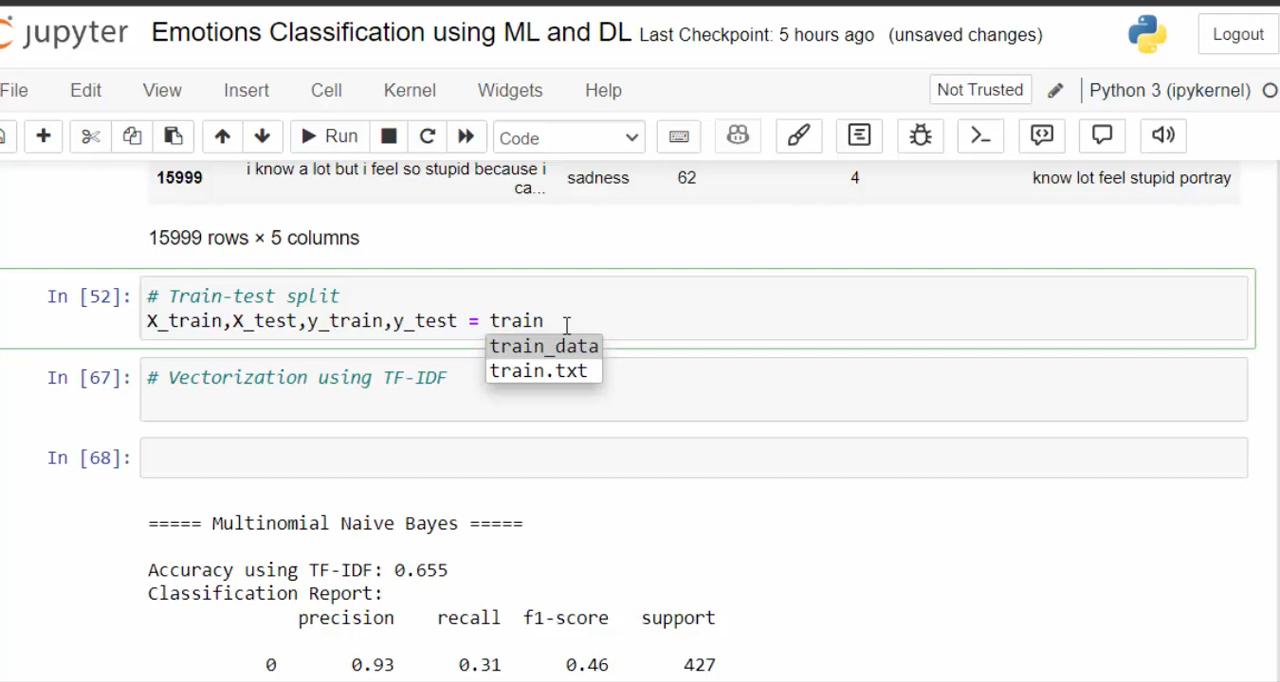 jupyter Emotions Classification using ML and DL Last Checkpoint: 5 hours ago (unsaved changes) Logout
File Edit View Insert Cell Kernel Widgets Help Not Trusted Python 3 (ipykernel)
Run Code
15999 i know a lot but i feel so stupid because i ca... sadness 62 4 know lot feel stupid portray
15999 rows × 5 columns
In [52]: # Train-test split
X_train,X_test,y_train,y_test = train
train_data
train.txt
In [67]: # Vectorization using TF-IDF
In [68]:
===== Multinomial Naive Bayes =====
Accuracy using TF-IDF: 0.655
Classification Report:
precision recall f1-score support
0 0.93 0.31 0.46 427